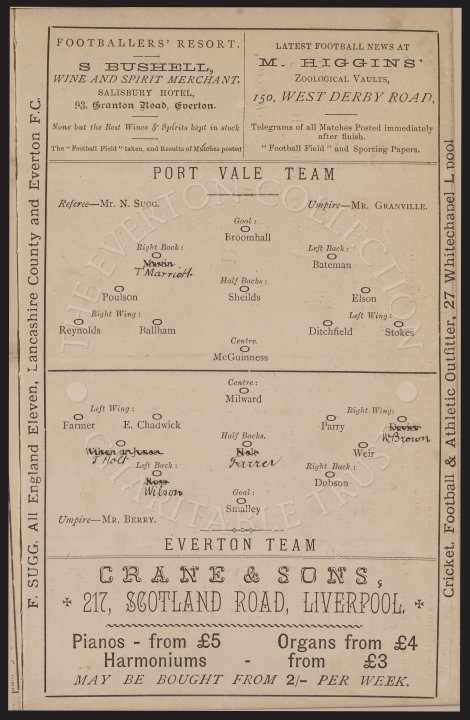 F. SUGG. All England Eleven, Lancashire County and Everton F.C.
FOOTBALLERS' RESORT.
S BUSHELL,
WINE AND SPIRIT MERCHANT,
SALISBURY HOTEL,
93, Granton Road, Everton.
None but the Best Wines & Spirits kept in stock
The "Football Field" taken, and Results of Matches posted
LATEST FOOTBALL NEWS AT
M. HIGGINS'
ZOOLOGICAL VAULTS,
150, WEST DERBY ROAD,
Telegrams of all Matches Posted immediately
after finish.
"Football Field" and Sporting Papers.
PORT VALE TEAM
Referee—MR. N. SUGG. Umpire—MR. GRANVILLE.
Goal:
Broomhall
Right Back: Left Back:
T Marriott Bateman
Half Backs:
Poulson Sheilds Elson
Right Wing: Left Wing:
Reynolds Ballham Ditchfield Stokes
Centre.
McGuinness
Centre:
Milward
Left Wing: Right Wing:
Farmer E. Chadwick Parry
W Brown
Half Backs.
T Holt Farrer Weir
Left Back: Right Back:
Wilson Dobson
Goal:
Smalley
Umpire—MR. BERRY.
EVERTON TEAM
CRANE & SONS,
217, SCOTLAND ROAD, LIVERPOOL.
Pianos - from £5 Organs from £4
Harmoniums - from £3
MAY BE BOUGHT FROM 2/- PER WEEK.
Cricket, Football & Athletic Outfitter, 27 Whitechapel L'pool
THE EVERTON COLLECTION
CHARITABLE TRUST